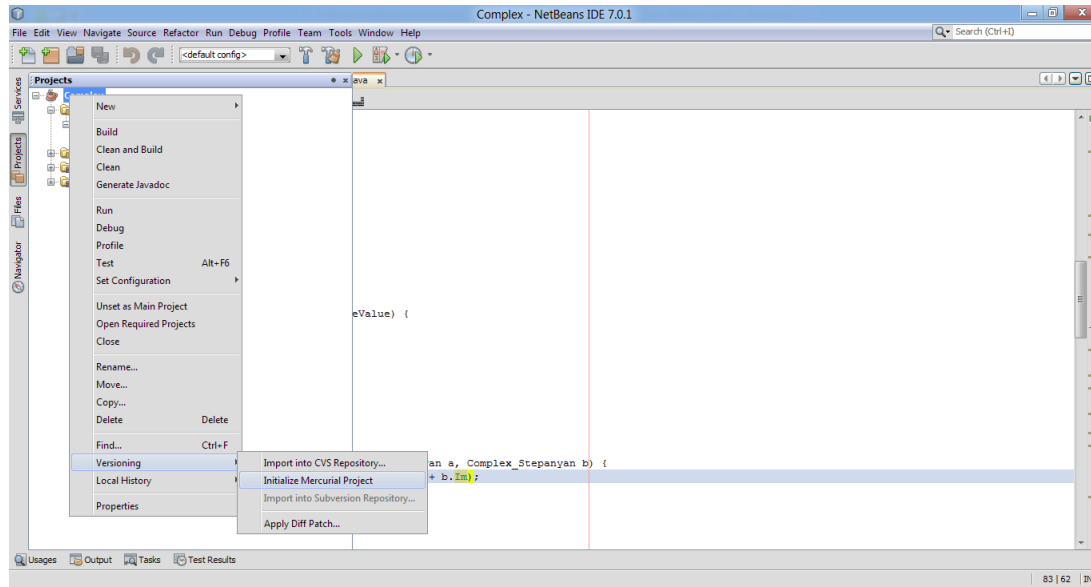 Complex - NetBeans IDE 7.0.1
File Edit View Navigate Source Refactor Run Debug Profile Team Tools Window Help
Search (Ctrl+I)
<default config>
Services
Projects
Files
Navigator
Projects
ava
New
Build
Clean and Build
Clean
Generate Javadoc
Run
Debug
Profile
Test Alt+F6
Set Configuration
eValue) {
Unset as Main Project
Open Required Projects
Close
Rename...
Move...
Copy...
Delete Delete
Find... Ctrl+F
Versioning
Local History
Properties
Import into CVS Repository...
Initialize Mercurial Project
Import into Subversion Repository...
Apply Diff Patch...
an a, Complex_Stepanyan b) {
+ b.Im);
Usages Output Tasks Test Results
83 | 62